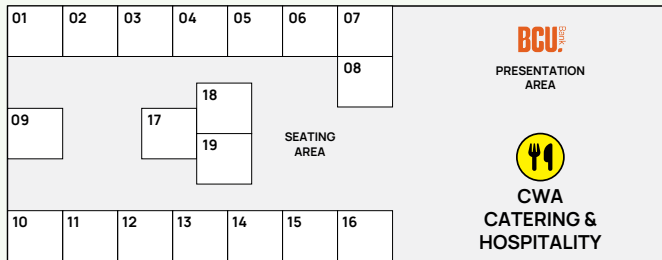 01 02 03 04 05 06 07
08
09
17
18
19
10 11 12 13 14 15 16
SEATING
AREA
BCU
Bank
PRESENTATION
AREA
CWA
CATERING &
HOSPITALITY